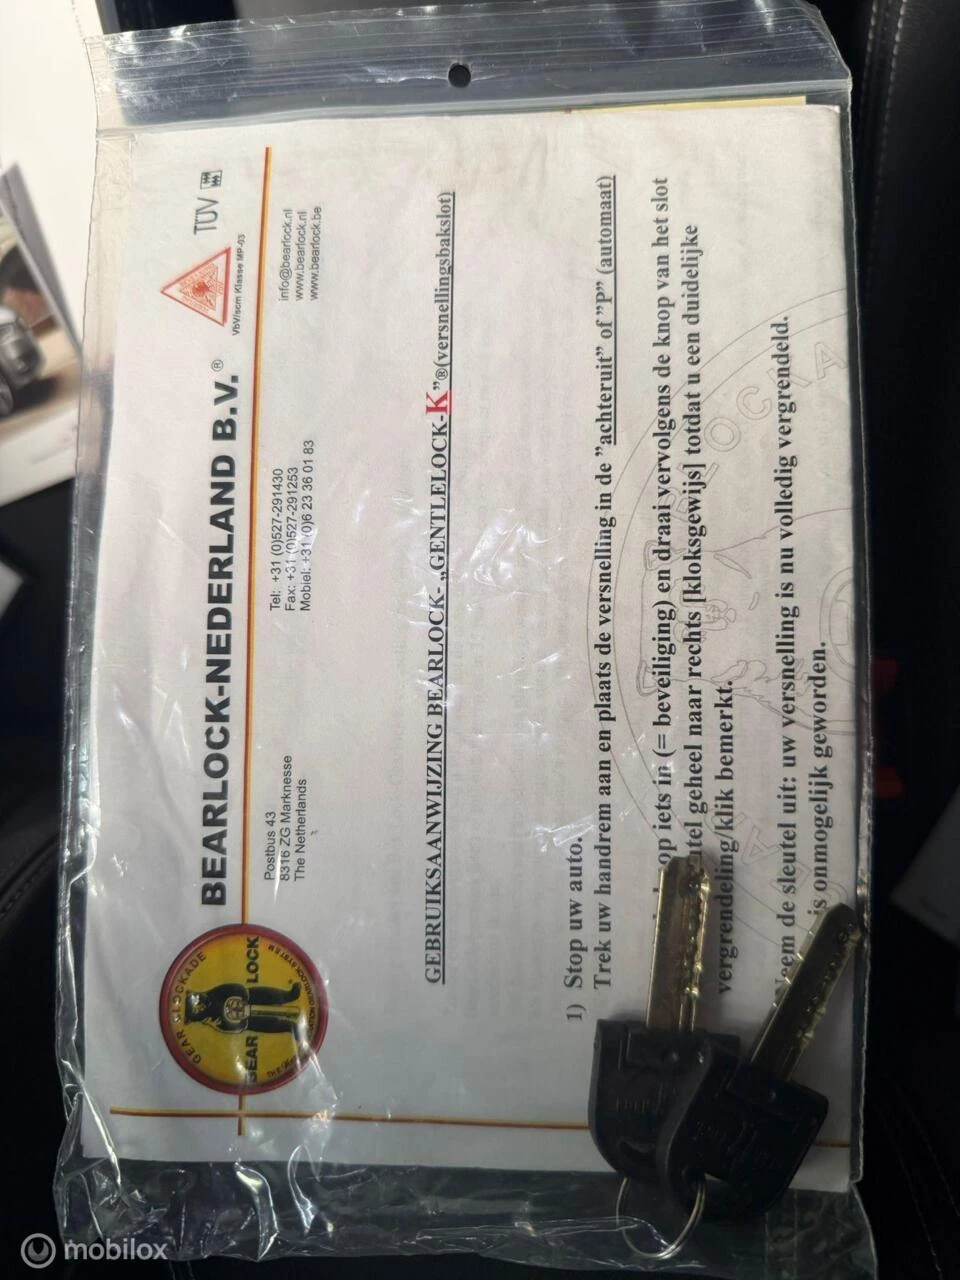 BEARLOCK-NEDERLAND B.V.®
TÜV
VbV/scm Klasse MP-03
GEAR LOCKADE
BEAR LOCK
Postbus 43
8316 ZG Marknesse
The Netherlands
Tel: +31 (0)527-291430
Fax: +31 (0)527-291253
Mobiel: +31 (0)6 23 36 01 83
info@bearlock.nl
www.bearlock.nl
www.bearlock.be
GEBRUIKSAANWIJZING BEARLOCK- „GENTLELOCK-K”®(versnellingsbakslot)
1) Stop uw auto.
Trek uw handrem aan en plaats de versnelling in de ”achteruit” of ”P” (automaat)
op iets in (= beveiliging) en draai vervolgens de knop van het slot
geheel naar rechts [kloksgewijs] totdat u een duidelijke
vergrendeling/klik bemerkt.
Neem de sleutel uit: uw versnelling is nu volledig vergrendeld.
is onmogelijk geworden.
mobilox